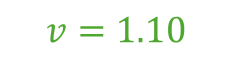 v = 1.10